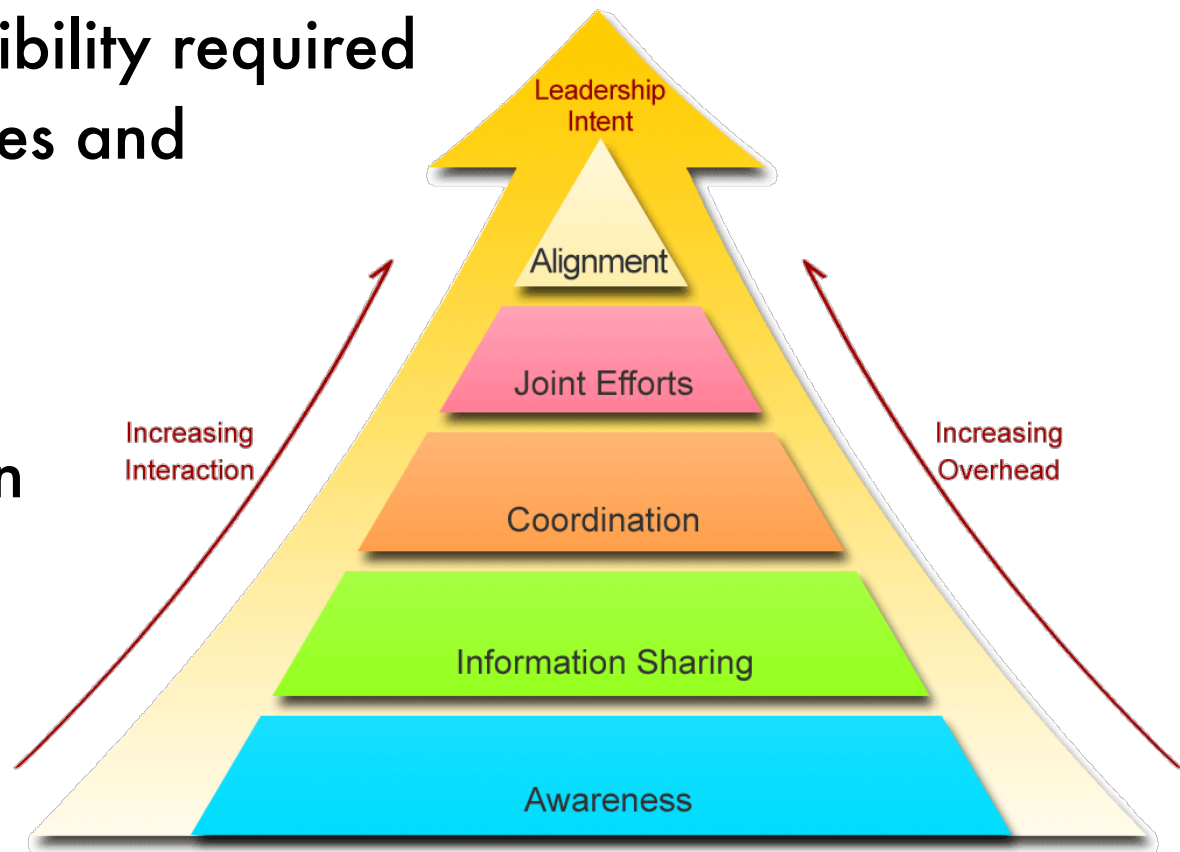 ibility required
es and
n
Leadership
Intent
Alignment
Joint Efforts
Increasing
Interaction
Increasing
Overhead
Coordination
Information Sharing
Awareness